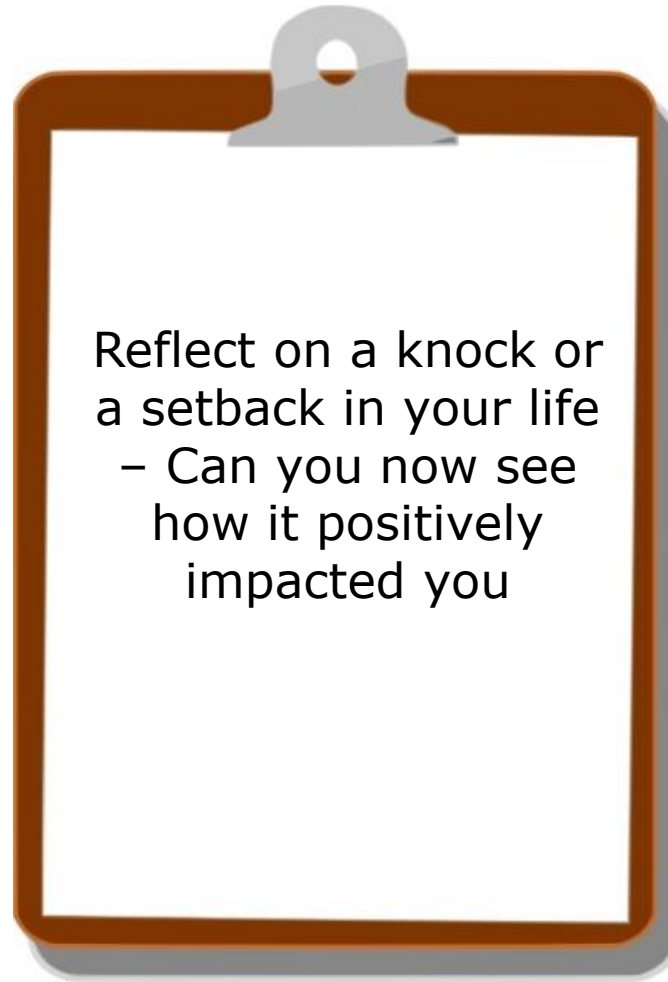 Reflect on a knock or
a setback in your life
– Can you now see
how it positively
impacted you